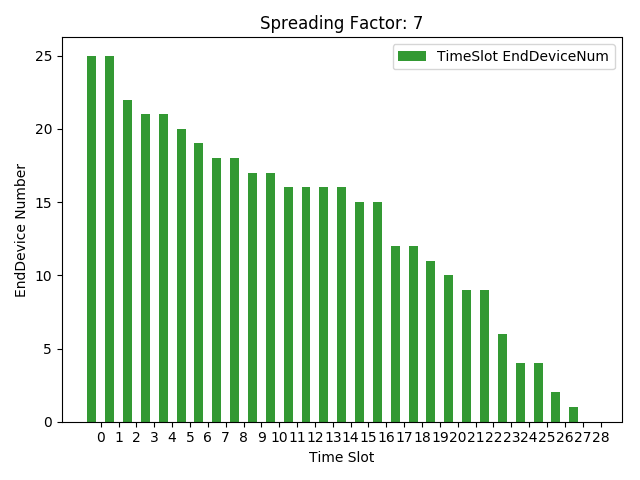 Spreading Factor: 7
TimeSlot EndDeviceNum
EndDevice Number
25
20
15
10
5
0
0 1 2 3 4 5 6 7 8 9 10 11 12 13 14 15 16 17 18 19 20 21 22 23 24 25 26 27 28
Time Slot